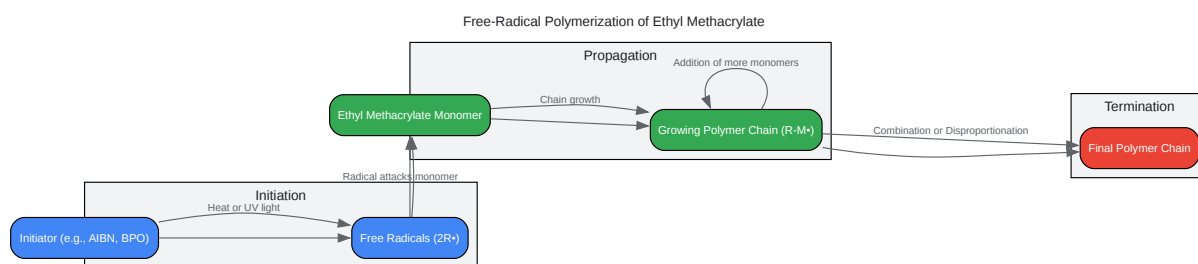 Free-Radical Polymerization of Ethyl Methacrylate
Propagation
Addition of more monomers
Ethyl Methacrylate Monomer
Chain growth
Growing Polymer Chain (R-M•)
Combination or Disproportionation
Termination
Final Polymer Chain
Radical attacks monomer
Initiation
Heat or UV light
Initiator (e.g., AIBN, BPO)
Free Radicals (2R•)